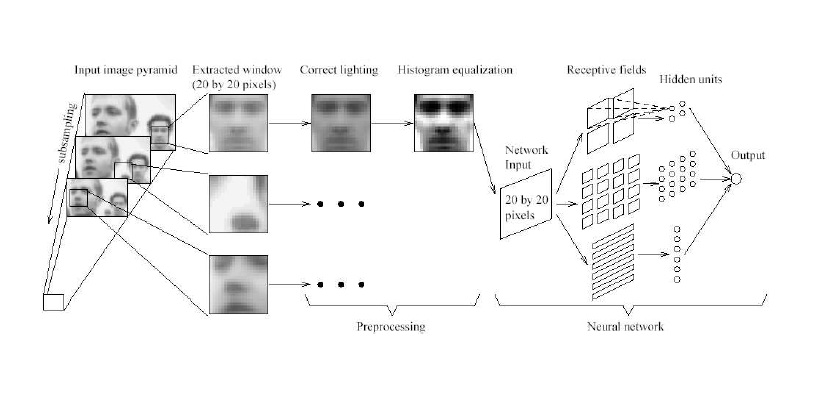 Input image pyramid
Extracted window
(20 by 20 pixels)
Correct lighting
Histogram equalization
Receptive fields
Hidden units
subsampling
Network
Input
Output
20 by 20
pixels
Preprocessing
Neural network